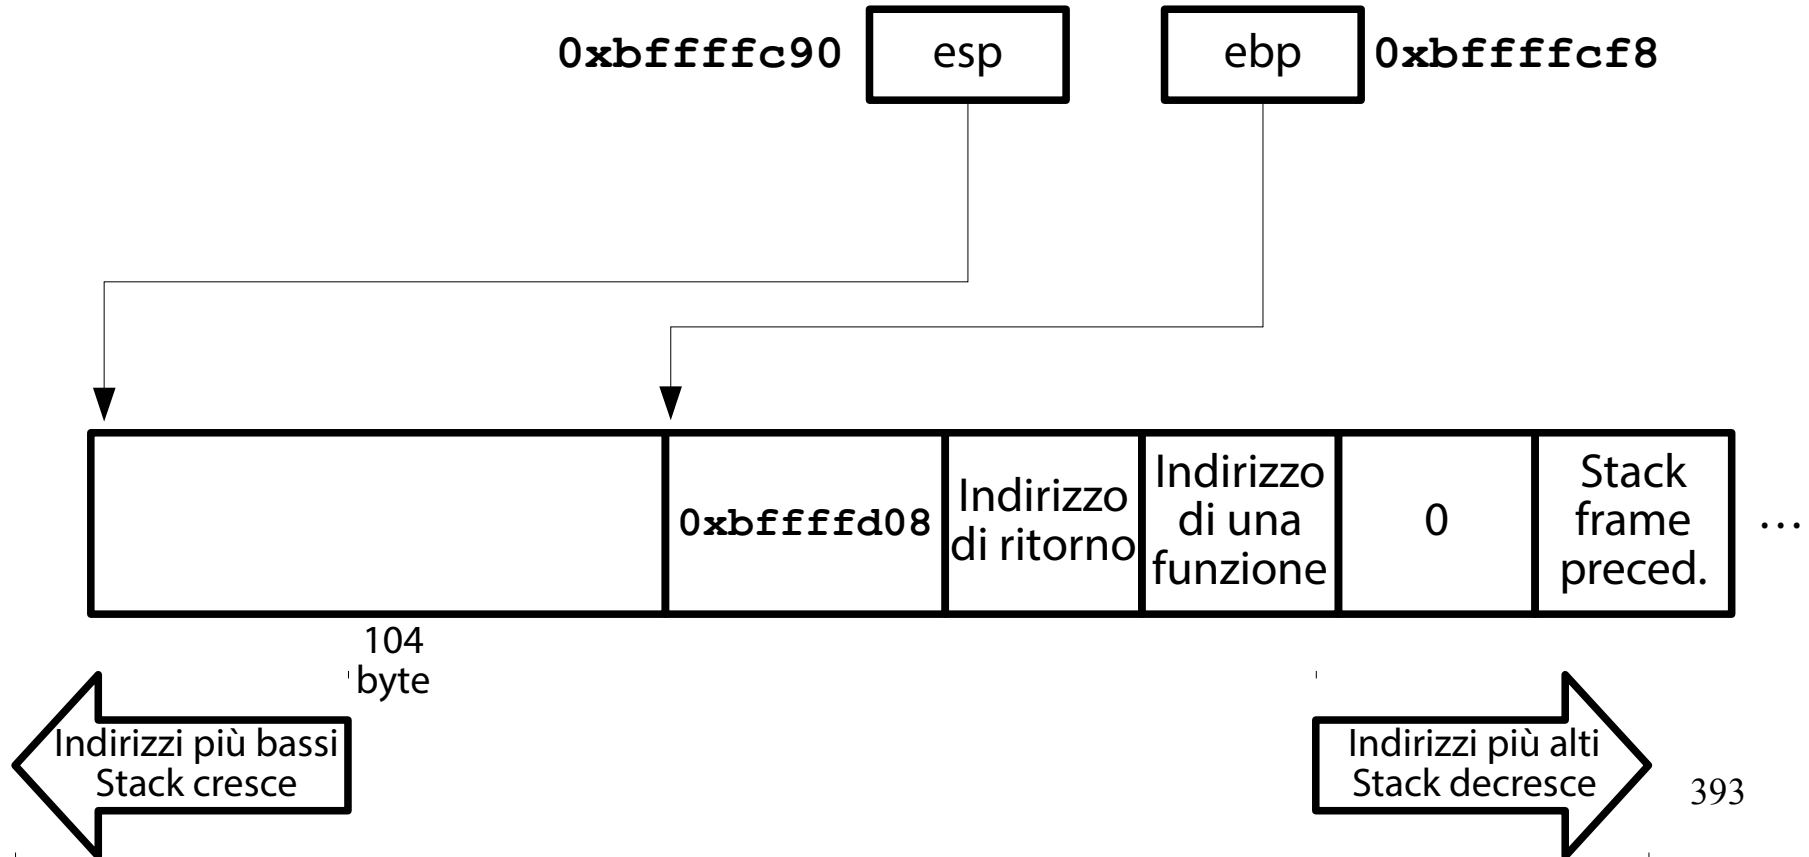 0xbffffc90 esp ebp 0xbffffcf8
0xbffffd08
Indirizzo
di ritorno
Indirizzo
di una
funzione
0
Stack
frame
preced.
...
104
byte
Indirizzi più bassi
Stack cresce
Indirizzi più alti
Stack decresce
393